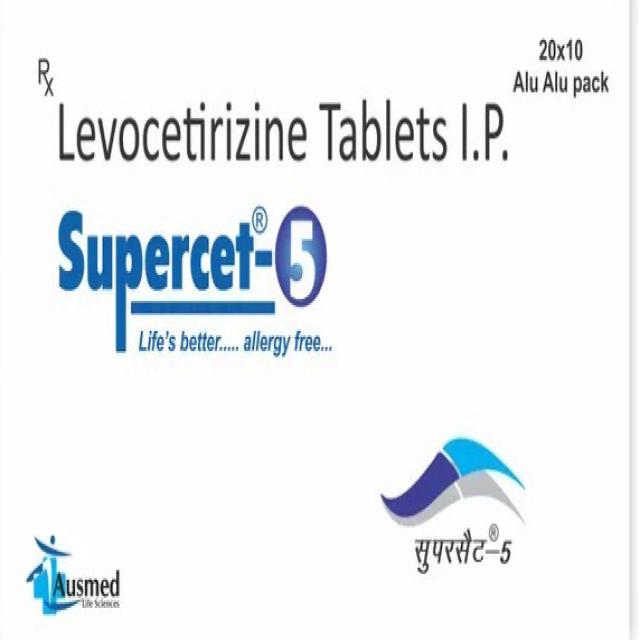 20x10
Alu Alu pack
Rx
Levocetirizine Tablets I.P.
Supercet®-5
Life's better..... allergy free...
सुपरसैट®-5
Ausmed
Life Sciences